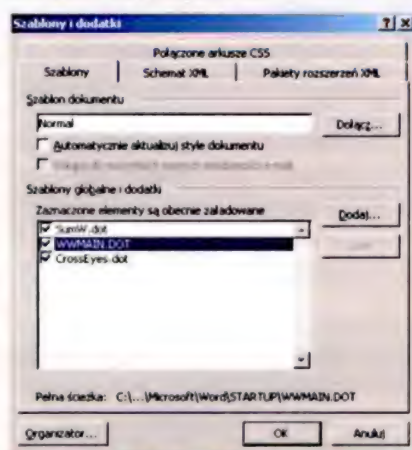 Szablony i dodatki
Połączone arkusze CSS
Szablony
Schemat XML
Pakiety rozszerzeń XML
Szablon dokumentu
Normal
Dołącz...
Automatycznie aktualizuj style dokumentu
Szablony globalne i dodatki
Zaznaczone elementy są obecnie załadowane
Dodaj...
SumW.dot
WWMAIN.DOT
CrossEyes.dot
Pełna ścieżka: C:\...\Microsoft\Word\STARTUP\WWMAIN.DOT
Organizator...
OK
Anuluj